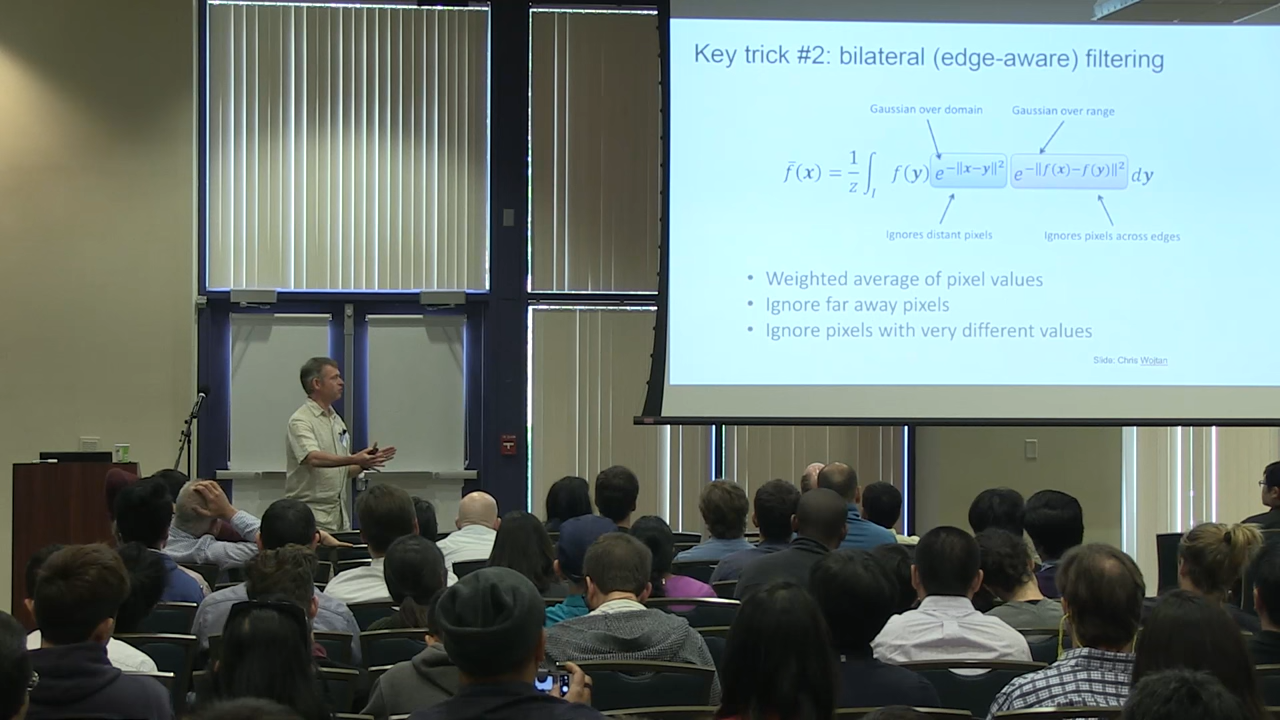 Key trick #2: bilateral (edge-aware) filtering
Gaussian over domain
Gaussian over range
f̄(x) = 1/z ∫_I f(y) e^{-‖x-y‖²} e^{-‖f(x)-f(y)‖²} dy
Ignores distant pixels
Ignores pixels across edges
• Weighted average of pixel values
• Ignore far away pixels
• Ignore pixels with very different values
Slide: Chris Wojtan